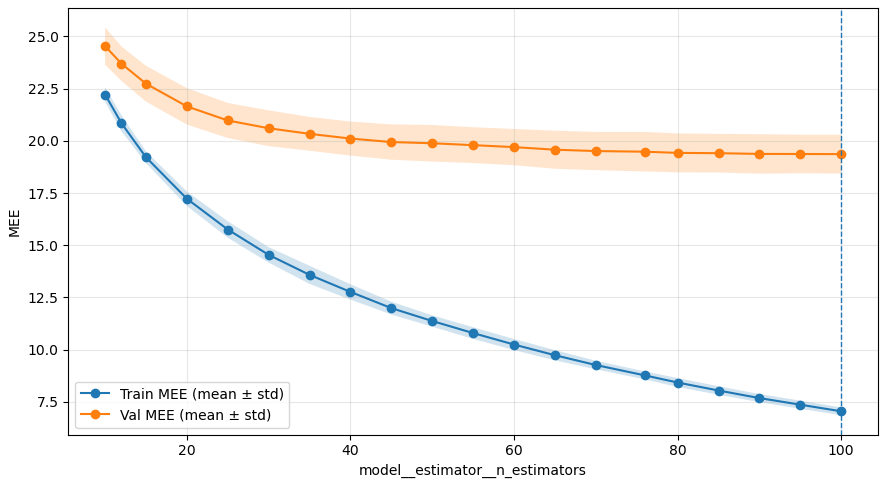 25.0
22.5
20.0
17.5
15.0
12.5
10.0
7.5
MEE
Train MEE (mean ± std)
Val MEE (mean ± std)
20 40 60 80 100
model__estimator__n_estimators